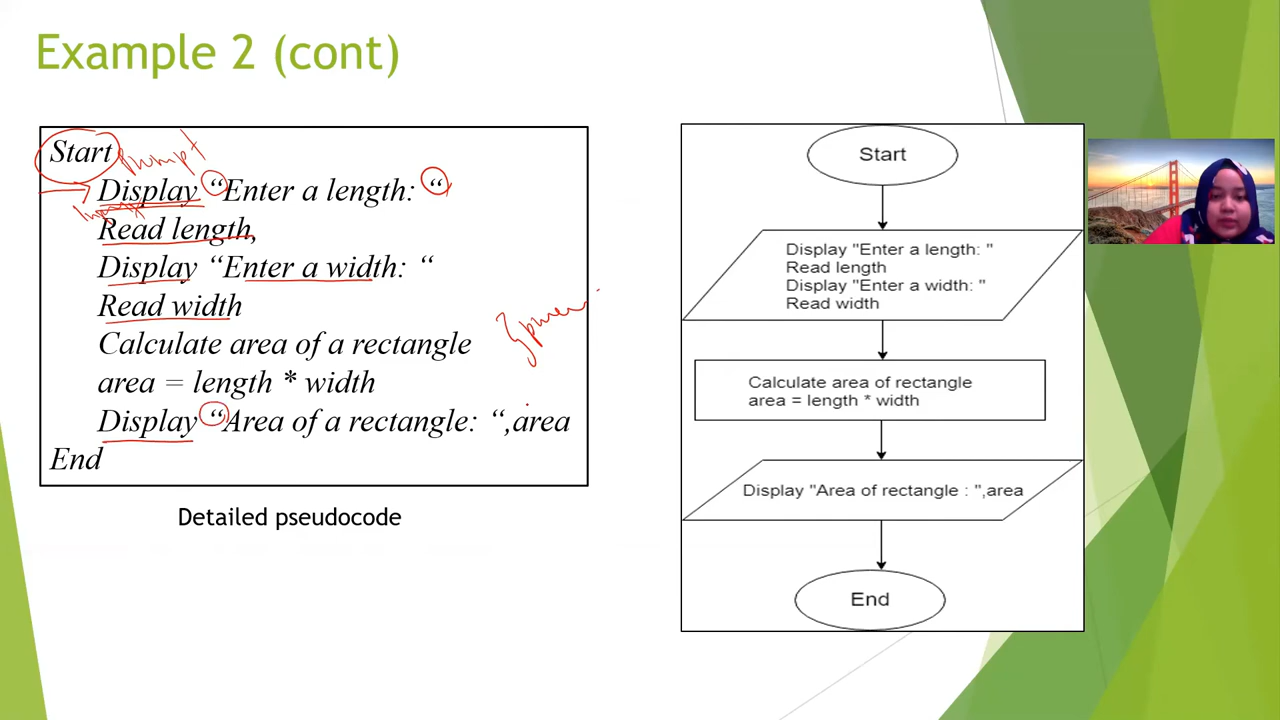 Example 2 (cont)
Start
Prompt
Display “Enter a length: “
Read length,
Display “Enter a width: “
Read width
Calculate area of a rectangle
area = length * width
Display “Area of a rectangle: “,area
End
Detailed pseudocode
Start
Display "Enter a length: "
Read length
Display "Enter a width: "
Read width
Calculate area of rectangle
area = length * width
Display "Area of rectangle : ",area
End